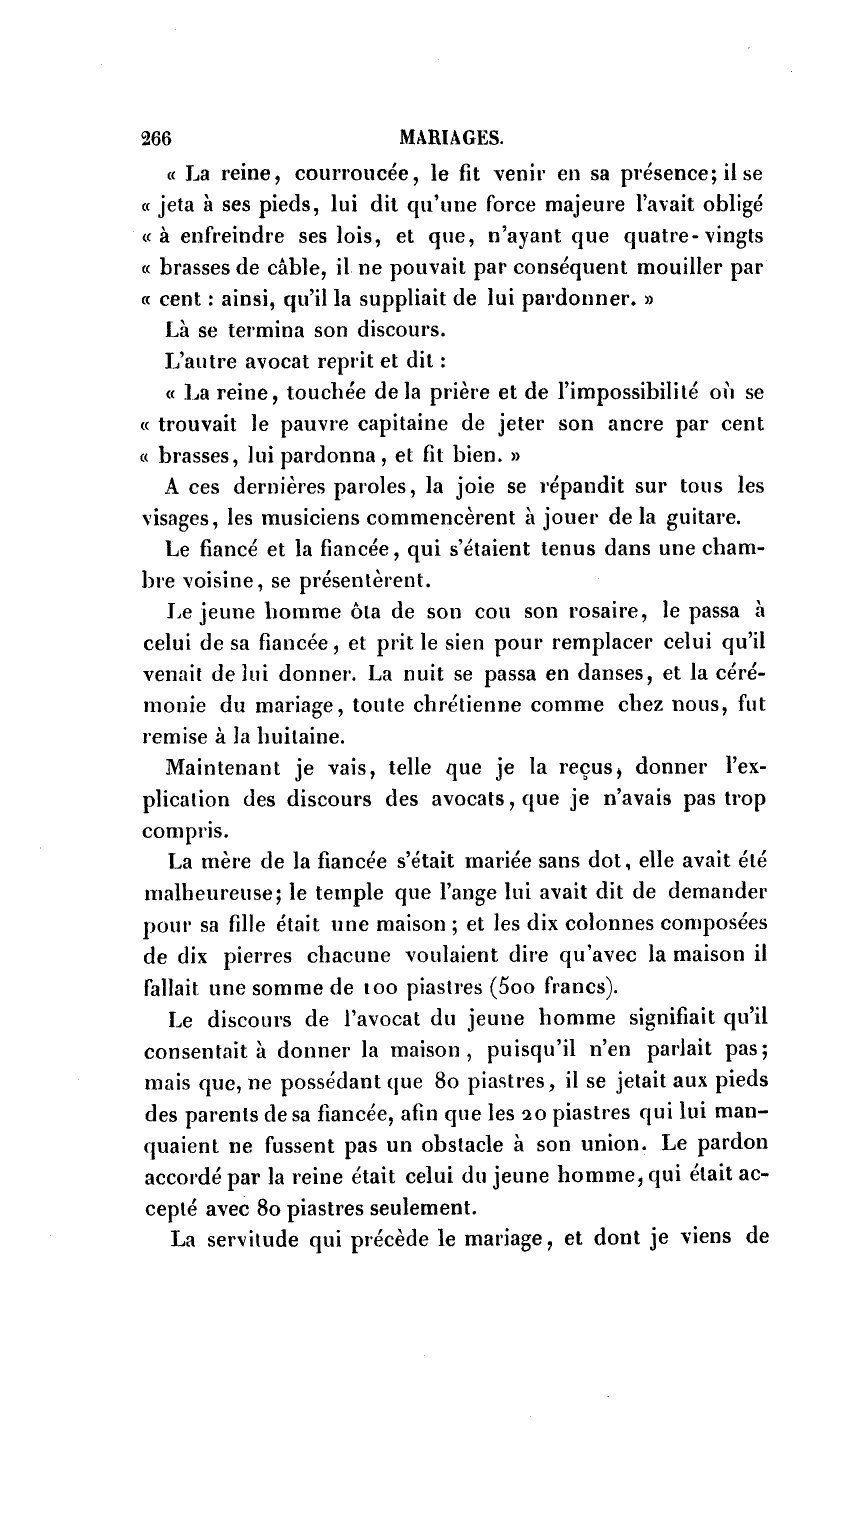 266 MARIAGES.
« La reine, courroucée, le fit venir en sa présence; il se
« jeta à ses pieds, lui dit qu'une force majeure l'avait obligé
« à enfreindre ses lois, et que, n'ayant que quatre-vingts
« brasses de câble, il ne pouvait par conséquent mouiller par
« cent : ainsi, qu'il la suppliait de lui pardonner. »
Là se termina son discours.
L'autre avocat reprit et dit :
« La reine, touchée de la prière et de l'impossibilité où se
« trouvait le pauvre capitaine de jeter son ancre par cent
« brasses, lui pardonna, et fit bien. »
A ces dernières paroles, la joie se répandit sur tous les
visages, les musiciens commencèrent à jouer de la guitare.
Le fiancé et la fiancée, qui s'étaient tenus dans une cham-
bre voisine, se présentèrent.
Le jeune homme ôta de son cou son rosaire, le passa à
celui de sa fiancée, et prit le sien pour remplacer celui qu'il
venait de lui donner. La nuit se passa en danses, et la céré-
monie du mariage, toute chrétienne comme chez nous, fut
remise à la huitaine.
Maintenant je vais, telle que je la reçus, donner l'ex-
plication des discours des avocats, que je n'avais pas trop
compris.
La mère de la fiancée s'était mariée sans dot, elle avait été
malheureuse; le temple que l'ange lui avait dit de demander
pour sa fille était une maison; et les dix colonnes composées
de dix pierres chacune voulaient dire qu'avec la maison il
fallait une somme de 100 piastres (500 francs).
Le discours de l'avocat du jeune homme signifiait qu'il
consentait à donner la maison, puisqu'il n'en parlait pas;
mais que, ne possédant que 80 piastres, il se jetait aux pieds
des parents de sa fiancée, afin que les 20 piastres qui lui man-
quaient ne fussent pas un obstacle à son union. Le pardon
accordé par la reine était celui du jeune homme, qui était ac-
cepté avec 80 piastres seulement.
La servitude qui précède le mariage, et dont je viens de